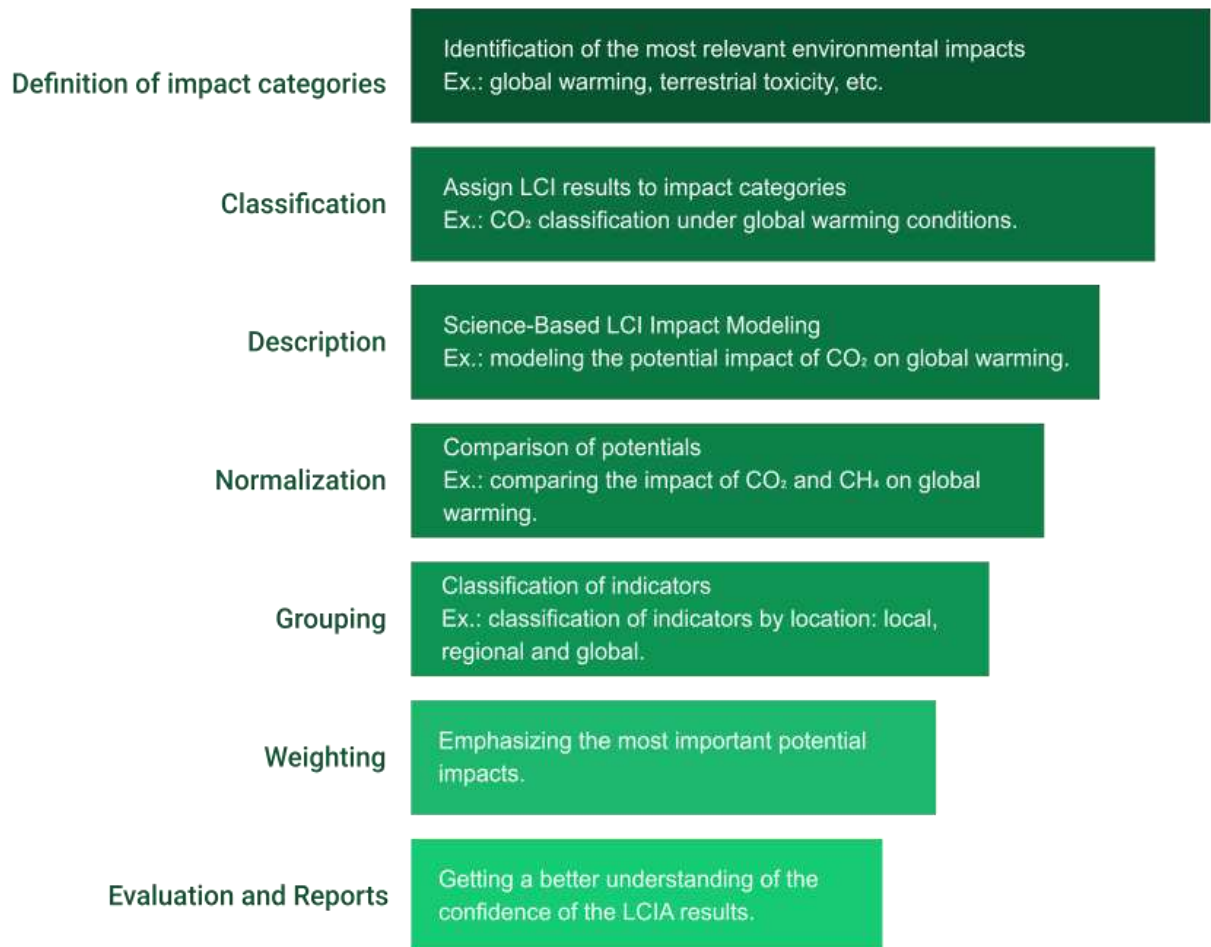 Definition of impact categories
Identification of the most relevant environmental impacts
Ex.: global warming, terrestrial toxicity, etc.
Classification
Assign LCI results to impact categories
Ex.: CO₂ classification under global warming conditions.
Description
Science-Based LCI Impact Modeling
Ex.: modeling the potential impact of CO₂ on global warming.
Normalization
Comparison of potentials
Ex.: comparing the impact of CO₂ and CH₄ on global
warming.
Grouping
Classification of indicators
Ex.: classification of indicators by location: local,
regional and global.
Weighting
Emphasizing the most important potential
impacts.
Evaluation and Reports
Getting a better understanding of the
confidence of the LCIA results.